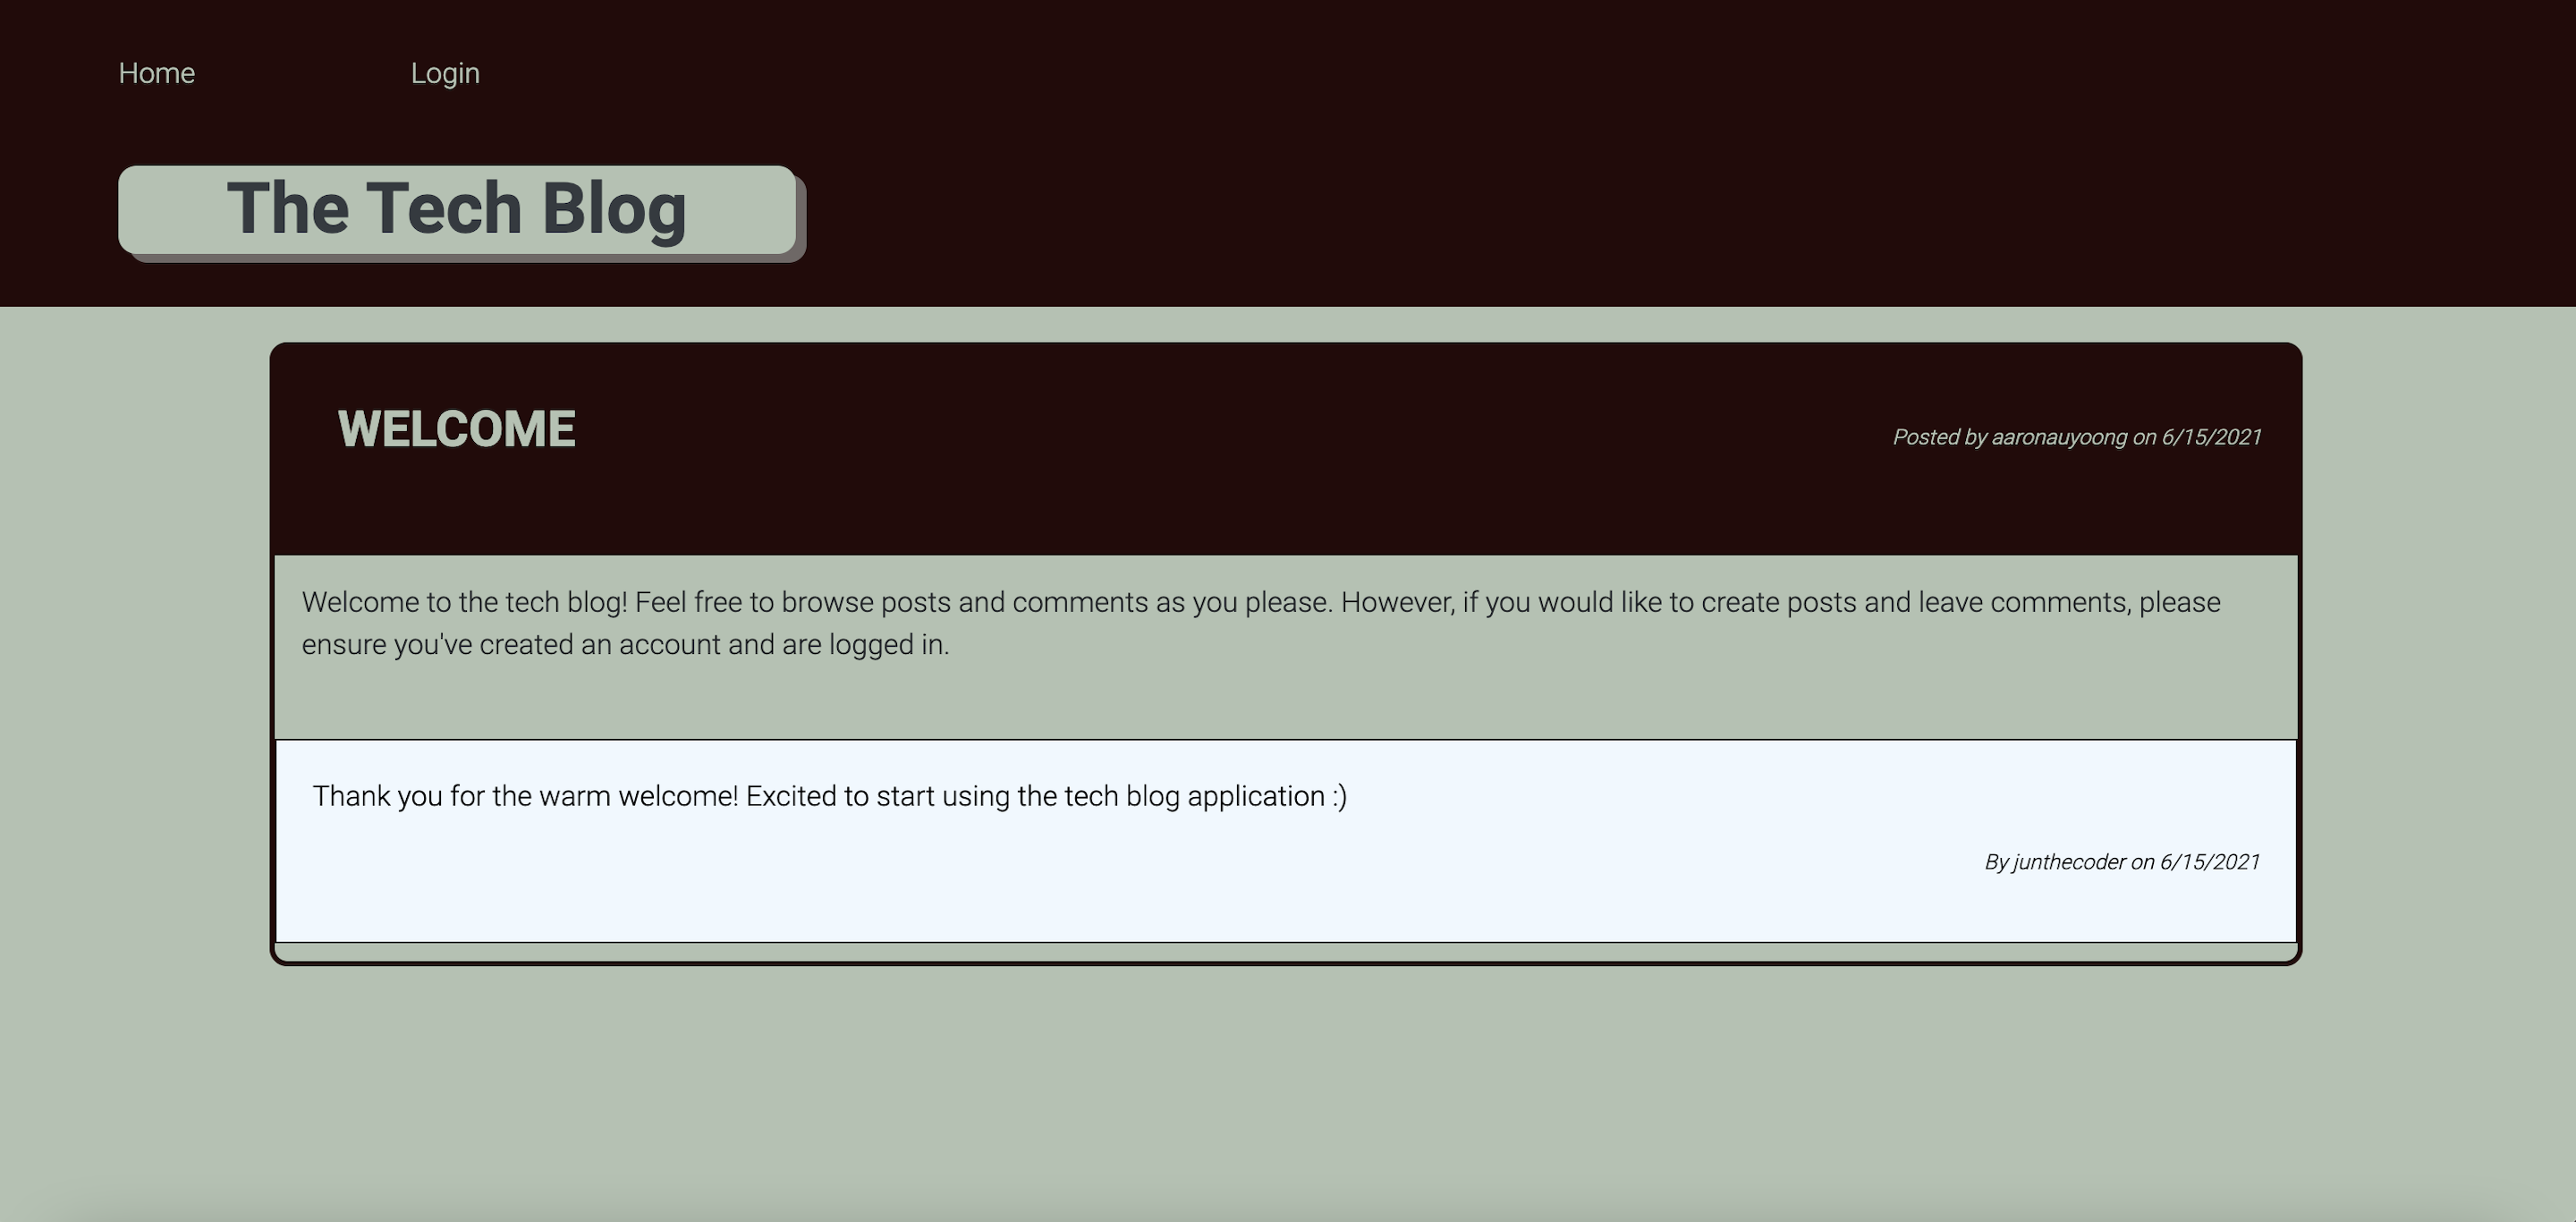 Home Login
The Tech Blog
WELCOME
Posted by aaronauyoong on 6/15/2021
Welcome to the tech blog! Feel free to browse posts and comments as you please. However, if you would like to create posts and leave comments, please
ensure you've created an account and are logged in.
Thank you for the warm welcome! Excited to start using the tech blog application :)
By junthecoder on 6/15/2021